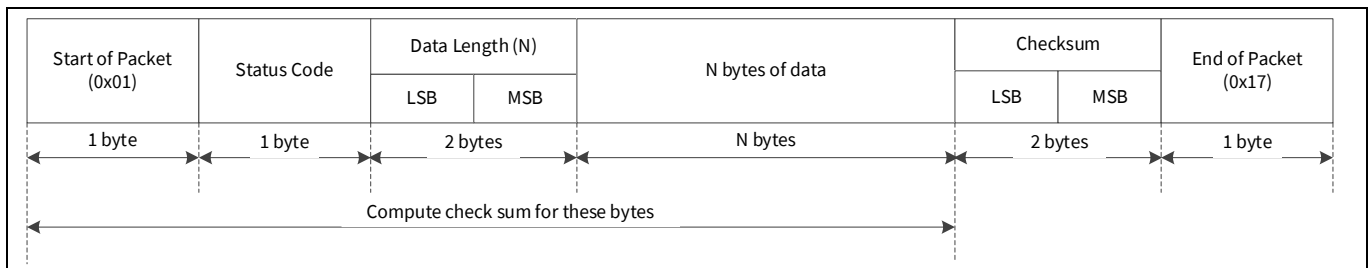 Start of Packet
(0x01)
Status Code
Data Length (N)
LSB
MSB
N bytes of data
Checksum
LSB
MSB
End of Packet
(0x17)
1 byte
1 byte
2 bytes
N bytes
2 bytes
1 byte
Compute check sum for these bytes